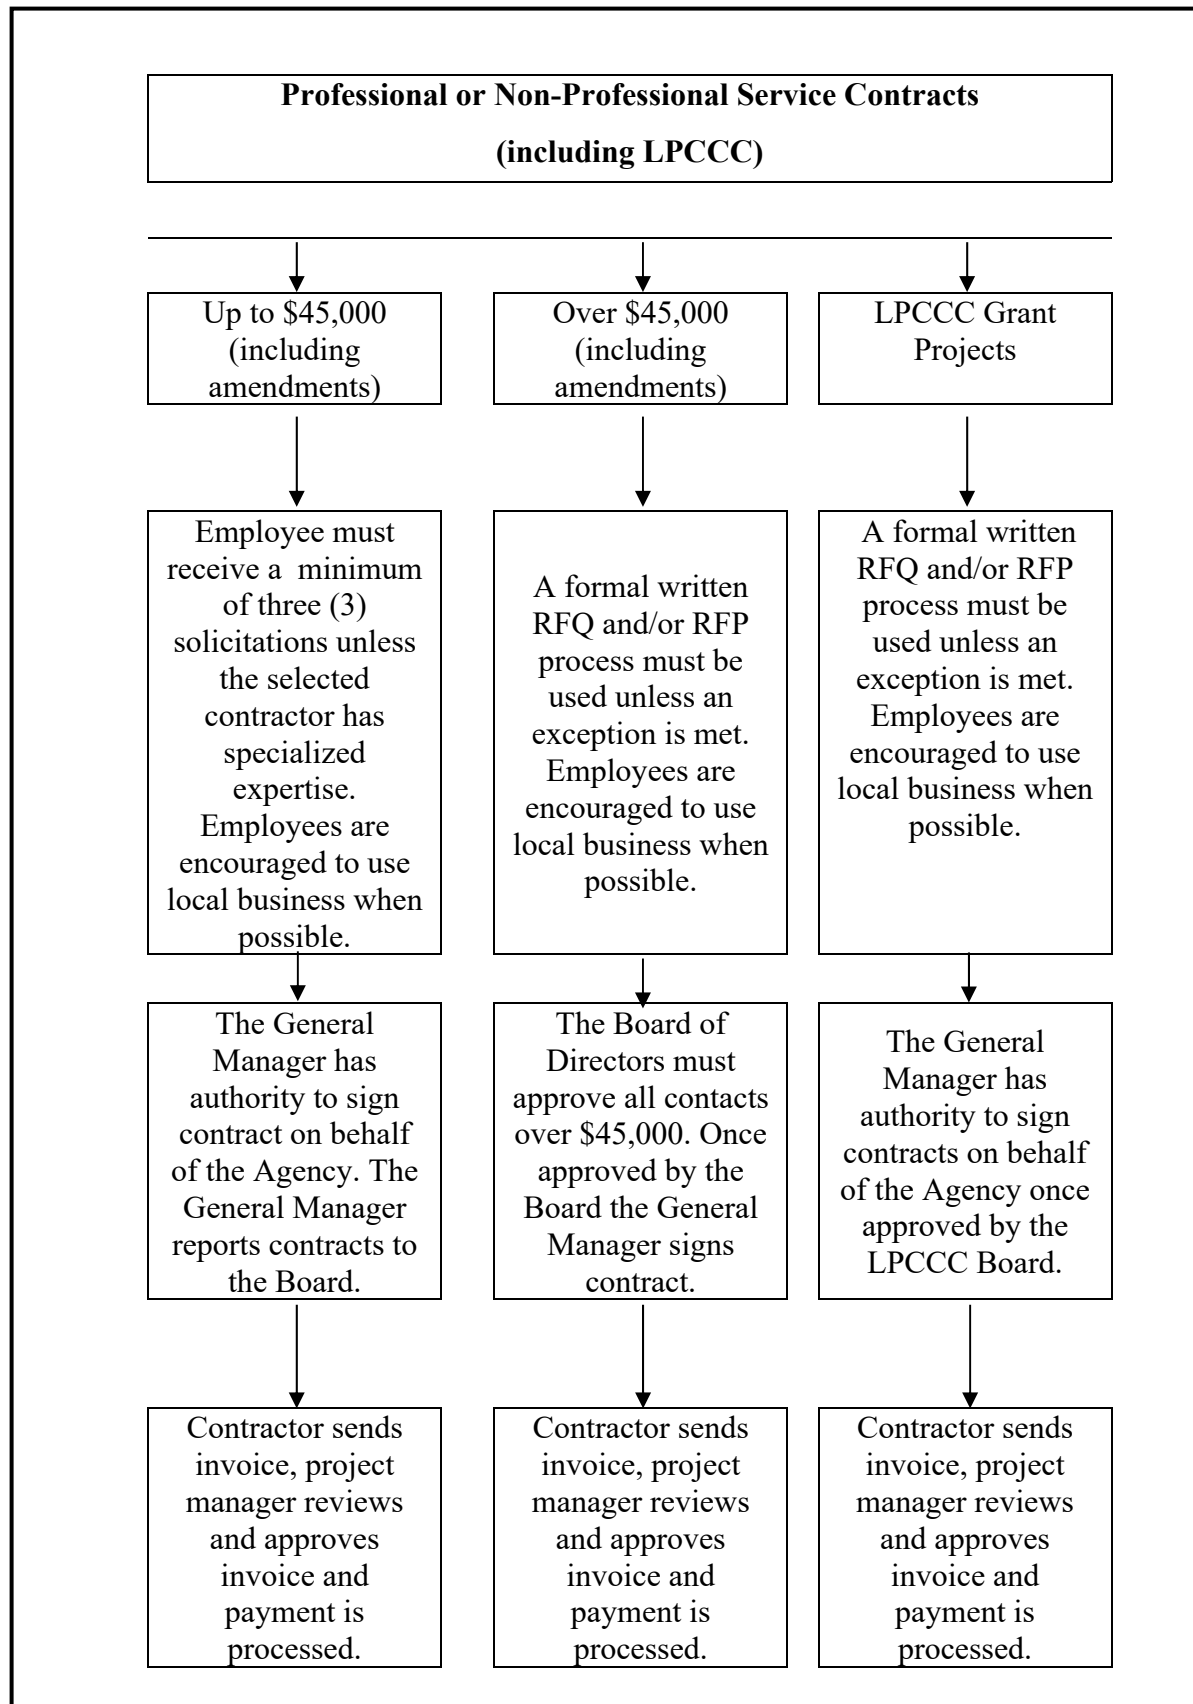 Professional or Non-Professional Service Contracts
(including LPCCC)
Up to $45,000
(including
amendments)
Over $45,000
(including
amendments)
LPCCC Grant
Projects
Employee must
receive a  minimum
of three (3)
solicitations unless
the selected
contractor has
specialized
expertise.
Employees are
encouraged to use
local business when
possible.
A formal written
RFQ and/or RFP
process must be
used unless an
exception is met.
Employees are
encouraged to use
local business when
possible.
A formal written
RFQ and/or RFP
process must be
used unless an
exception is met.
Employees are
encouraged to use
local business when
possible.
The General
Manager has
authority to sign
contract on behalf
of the Agency. The
General Manager
reports contracts to
the Board.
The Board of
Directors must
approve all contacts
over $45,000. Once
approved by the
Board the General
Manager signs
contract.
The General
Manager has
authority to sign
contracts on behalf
of the Agency once
approved by the
LPCCC Board.
Contractor sends
invoice, project
manager reviews
and approves
invoice and
payment is
processed.
Contractor sends
invoice, project
manager reviews
and approves
invoice and
payment is
processed.
Contractor sends
invoice, project
manager reviews
and approves
invoice and
payment is
processed.